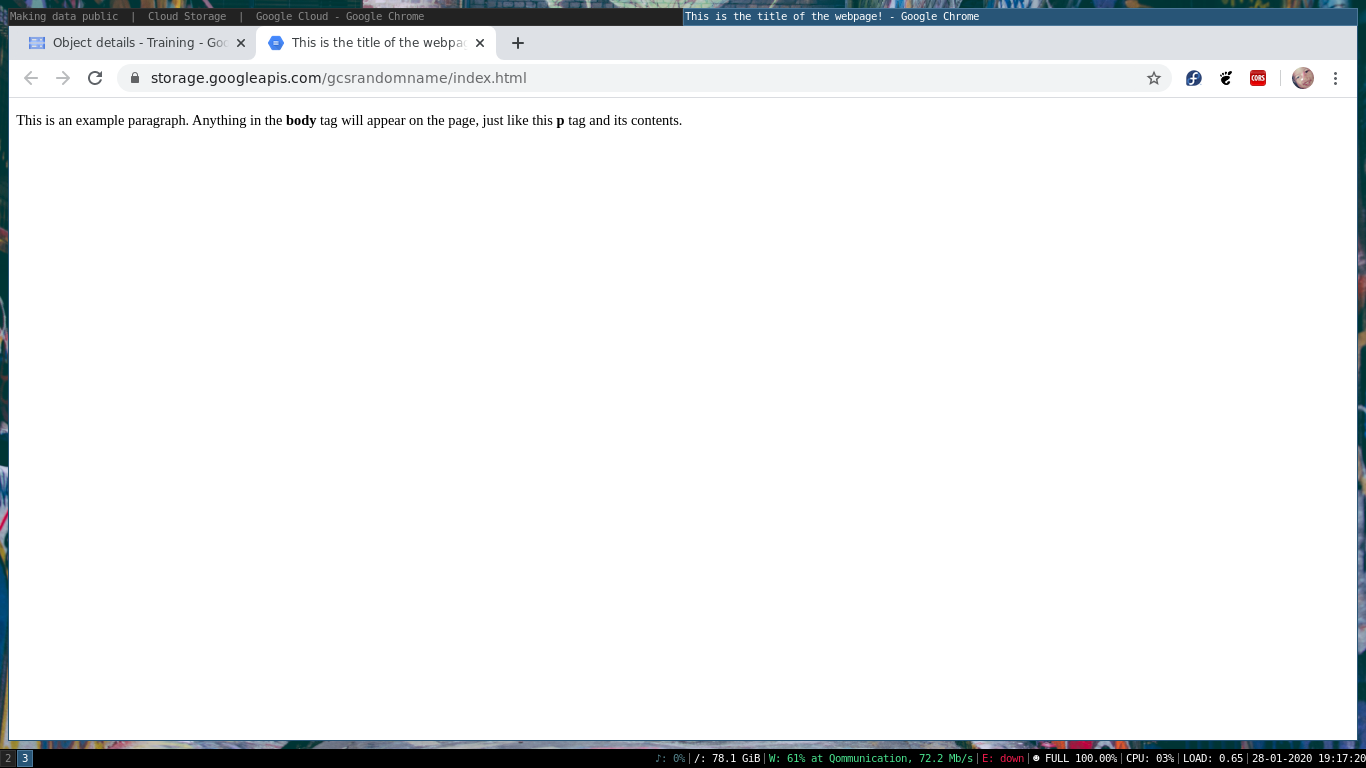 Making data public  |  Cloud Storage  |  Google Cloud - Google Chrome
This is the title of the webpage! - Google Chrome
Object details - Training - Goo
This is the title of the webpa
storage.googleapis.com/gcsrandomname/index.html
CORS
This is an example paragraph. Anything in the body tag will appear on the page, just like this p tag and its contents.
2 3
♪: 0%|/: 78.1 GiB|W: 61% at Qommunication, 72.2 Mb/s|E: down|☻ FULL 100.00%|CPU: 03%|LOAD: 0.65|28-01-2020 19:17:26